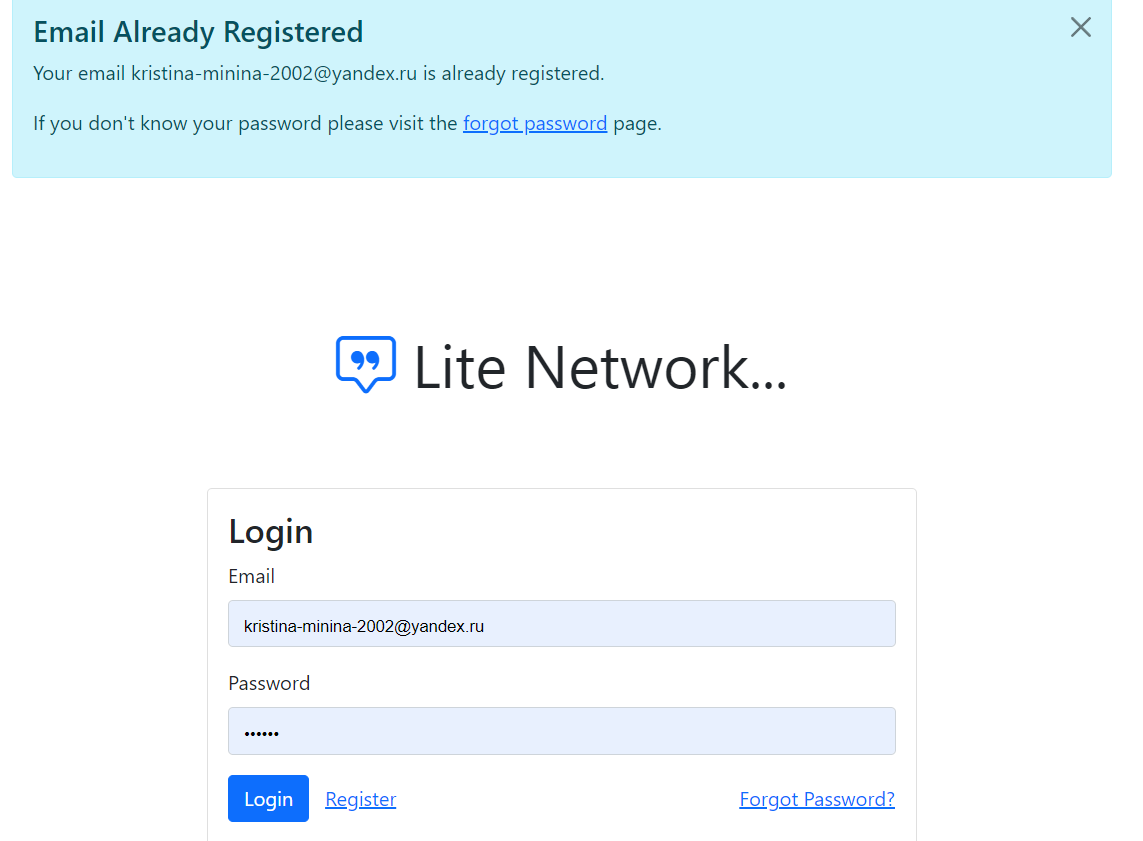 Email Already Registered
Your email kristina-minina-2002@yandex.ru is already registered.
If you don't know your password please visit the forgot password page.
Lite Network...
Login
Email
kristina-minina-2002@yandex.ru
Password
••••••
Login Register Forgot Password?